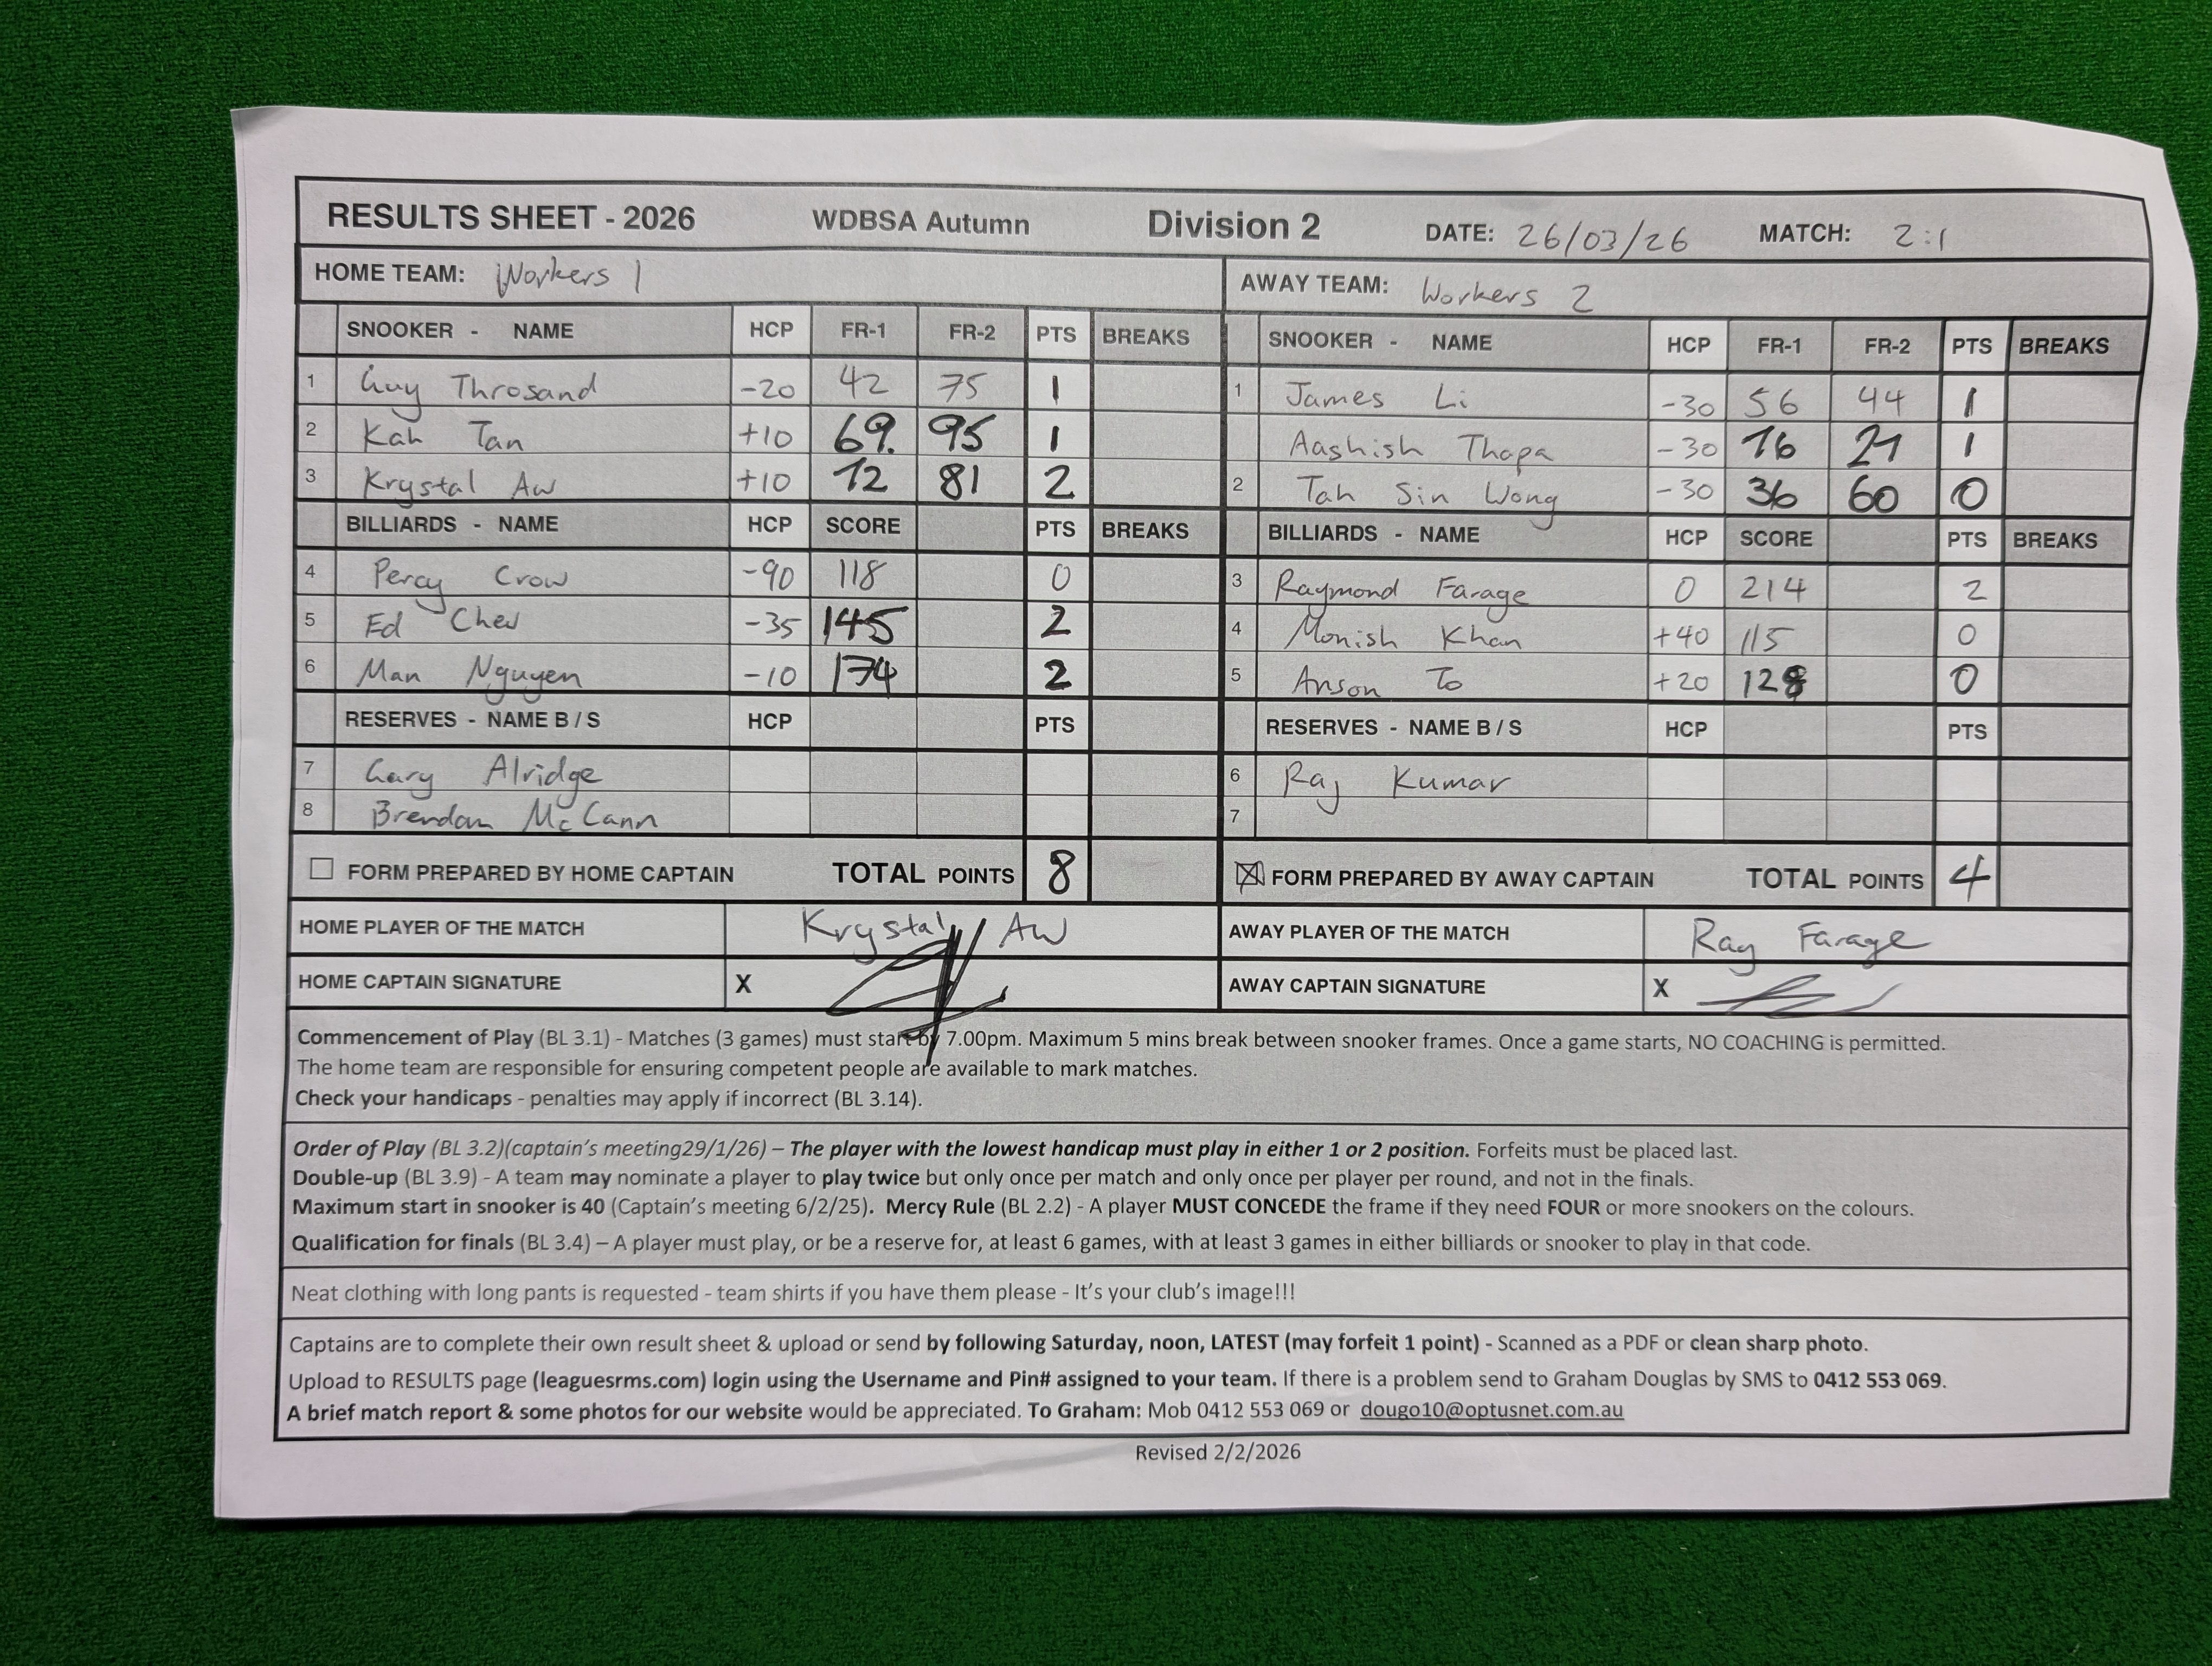 RESULTS SHEET - 2026 WDBSA Autumn Division 2 DATE: 26/03/26 MATCH: 2:1
HOME TEAM: Workers 1 AWAY TEAM: Workers 2
SNOOKER - NAME HCP FR-1 FR-2 PTS BREAKS SNOOKER - NAME HCP FR-1 FR-2 PTS BREAKS
1 Guy Throsand -20 42 75 1 1 James Li -30 56 44 1
2 Kah Tan +10 69. 95 1 Aashish Thapa -30 76 21 1
3 Krystal Aw +10 72 81 2 2 Tah Sin Wong -30 36 60 0
BILLIARDS - NAME HCP SCORE PTS BREAKS BILLIARDS - NAME HCP SCORE PTS BREAKS
4 Percy Crow -90 118 0 3 Raymond Farage 0 214 2
5 Ed Chew -35 145 2 4 Monish Khan +40 115 0
6 Man Nguyen -10 174 2 5 Anson To +20 128 0
RESERVES - NAME B / S HCP PTS RESERVES - NAME B / S HCP PTS
7 Gary Alridge 6 Raj Kumar
8 Brendan McCann 7
FORM PREPARED BY HOME CAPTAIN TOTAL POINTS 8 FORM PREPARED BY AWAY CAPTAIN TOTAL POINTS 4
HOME PLAYER OF THE MATCH Krystal Aw AWAY PLAYER OF THE MATCH Ray Farage
HOME CAPTAIN SIGNATURE X AWAY CAPTAIN SIGNATURE X
Commencement of Play (BL 3.1) - Matches (3 games) must start by 7.00pm. Maximum 5 mins break between snooker frames. Once a game starts, NO COACHING is permitted.
The home team are responsible for ensuring competent people are available to mark matches.
Check your handicaps - penalties may apply if incorrect (BL 3.14).
Order of Play (BL 3.2)(captain's meeting29/1/26) – The player with the lowest handicap must play in either 1 or 2 position. Forfeits must be placed last.
Double-up (BL 3.9) - A team may nominate a player to play twice but only once per match and only once per player per round, and not in the finals.
Maximum start in snooker is 40 (Captain's meeting 6/2/25). Mercy Rule (BL 2.2) - A player MUST CONCEDE the frame if they need FOUR or more snookers on the colours.
Qualification for finals (BL 3.4) – A player must play, or be a reserve for, at least 6 games, with at least 3 games in either billiards or snooker to play in that code.
Neat clothing with long pants is requested - team shirts if you have them please - It's your club's image!!!
Captains are to complete their own result sheet & upload or send by following Saturday, noon, LATEST (may forfeit 1 point) - Scanned as a PDF or clean sharp photo.
Upload to RESULTS page (leaguesrms.com) login using the Username and Pin# assigned to your team. If there is a problem send to Graham Douglas by SMS to 0412 553 069.
A brief match report & some photos for our website would be appreciated. To Graham: Mob 0412 553 069 or dougo10@optusnet.com.au
Revised 2/2/2026